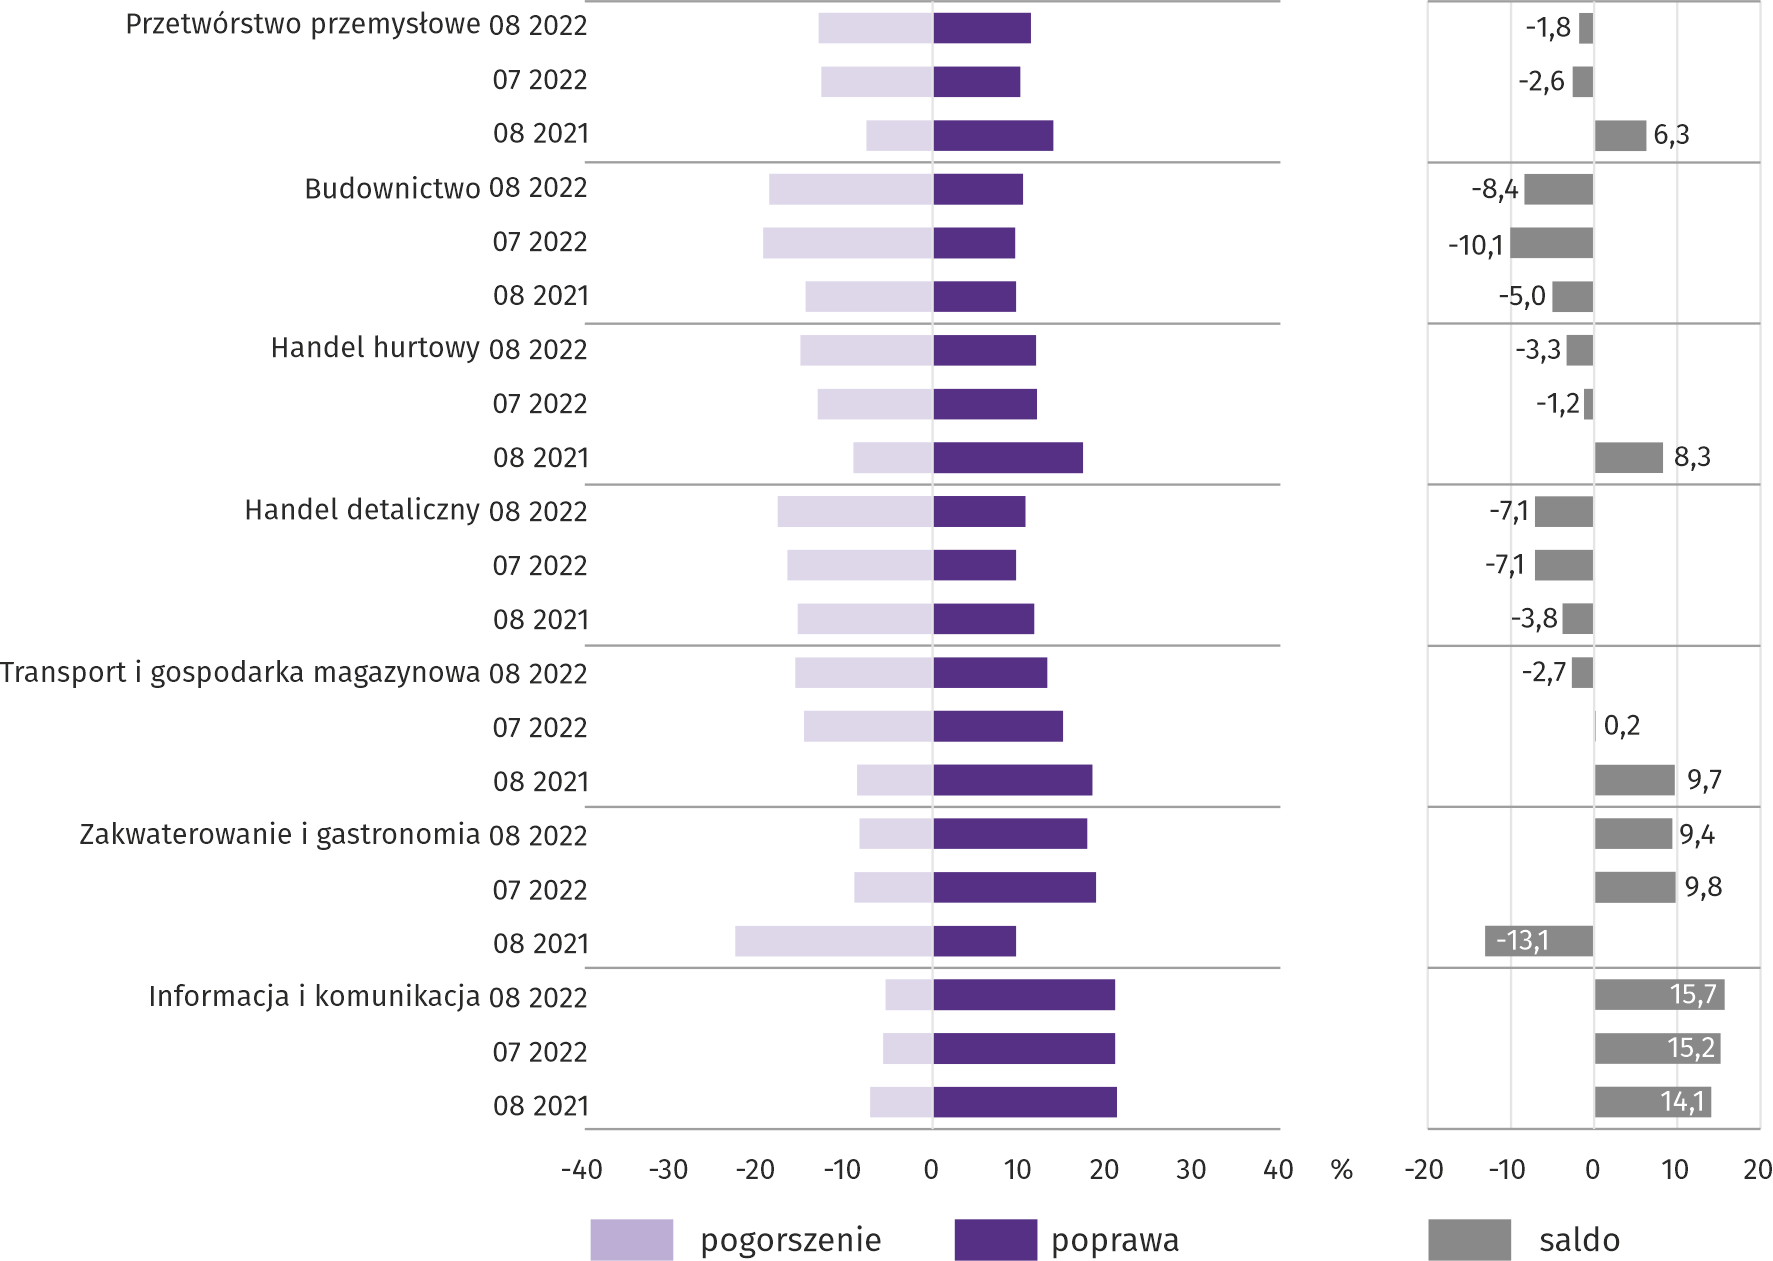 Przetwórstwo przemysłowe 08 2022 -1,8
07 2022 -2,6
08 2021 6,3
Budownictwo 08 2022 -8,4
07 2022 -10,1
08 2021 -5,0
Handel hurtowy 08 2022 -3,3
07 2022 -1,2
08 2021 8,3
Handel detaliczny 08 2022 -7,1
07 2022 -7,1
08 2021 -3,8
Transport i gospodarka magazynowa 08 2022 -2,7
07 2022 0,2
08 2021 9,7
Zakwaterowanie i gastronomia 08 2022 9,4
07 2022 9,8
08 2021 -13,1
Informacja i komunikacja 08 2022 15,7
07 2022 15,2
08 2021 14,1
-40 -30 -20 -10 0 10 20 30 40 % -20 -10 0 10 20
pogorszenie poprawa saldo